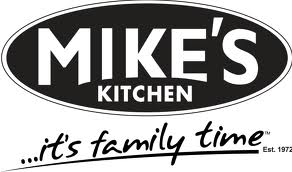 MIKE'S
KITCHEN
...it's family time™
Est. 1972